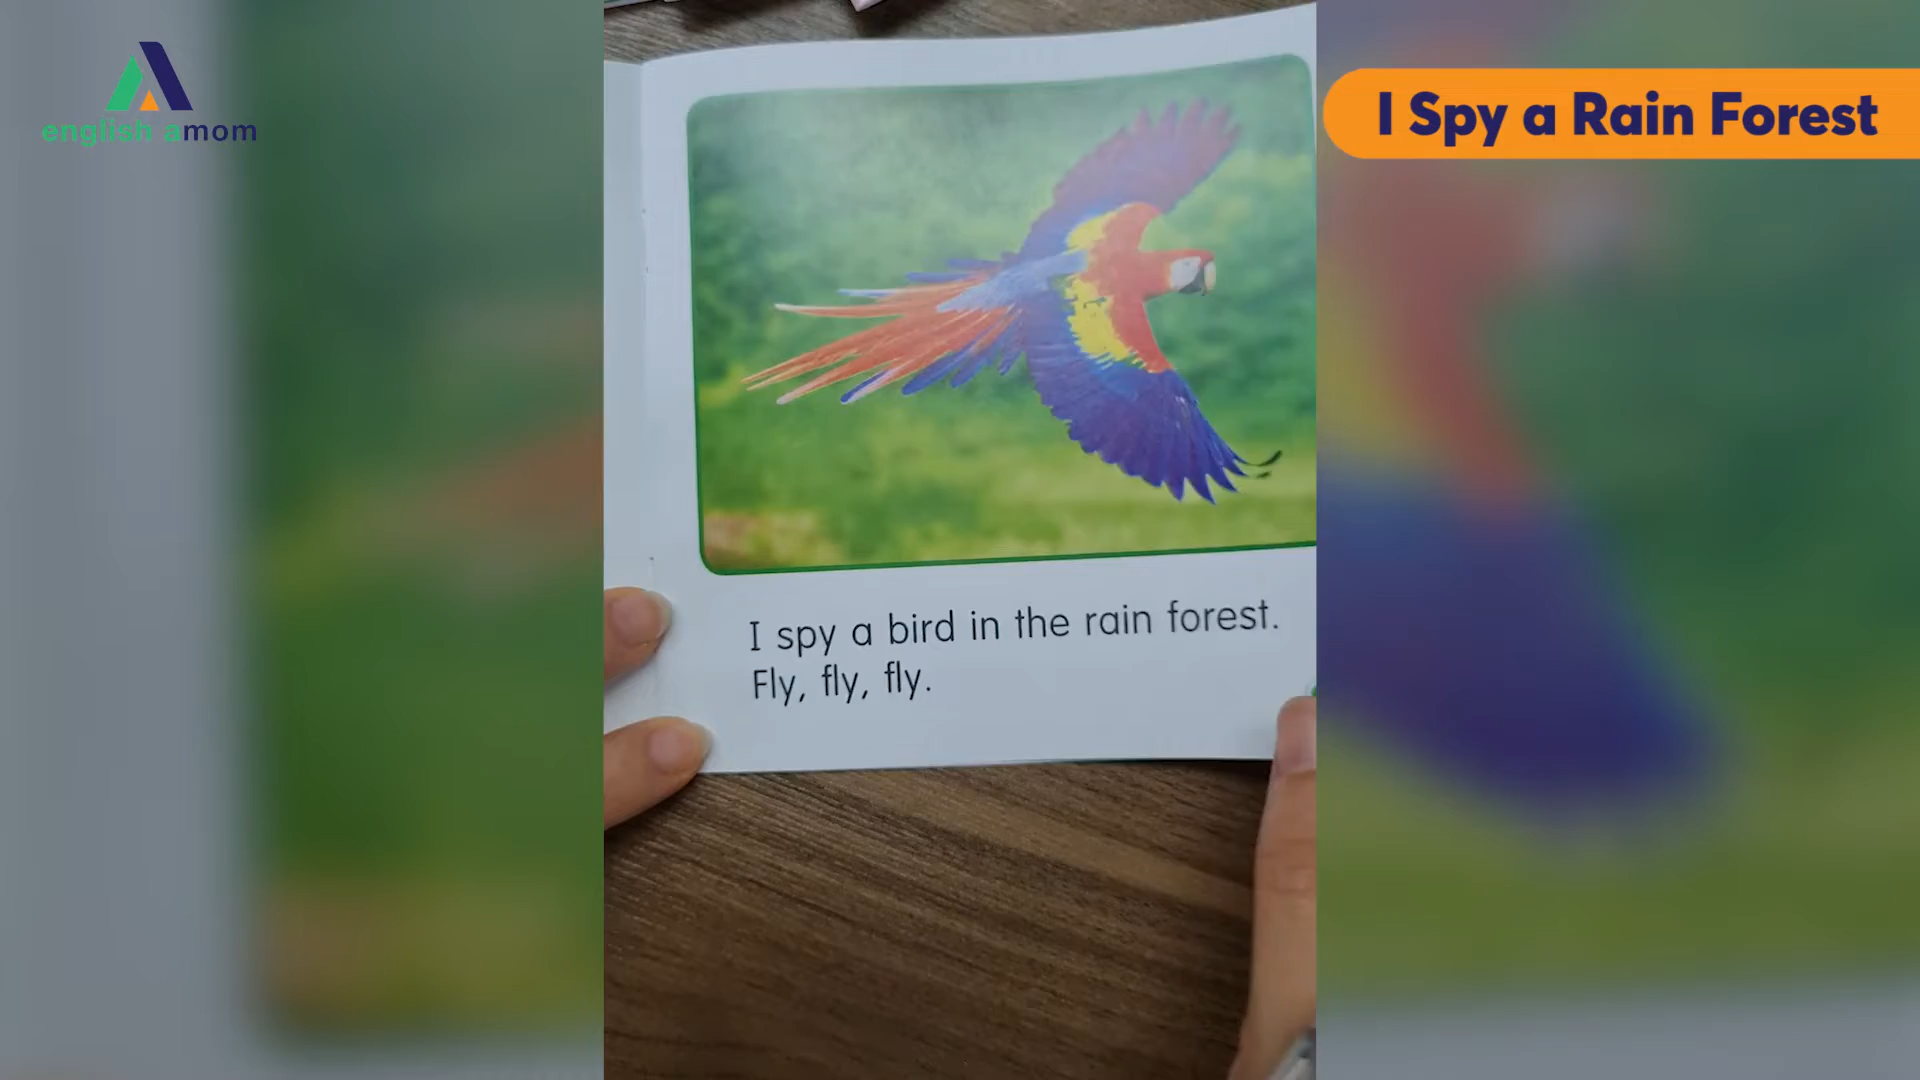 english amom
I Spy a Rain Forest
I spy a bird in the rain forest.
Fly, fly, fly.